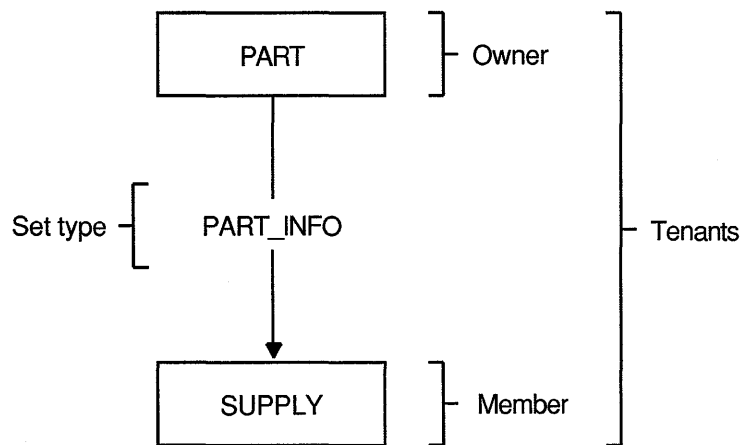 PART
Owner
Set type
PART_INFO
Tenants
SUPPLY
Member